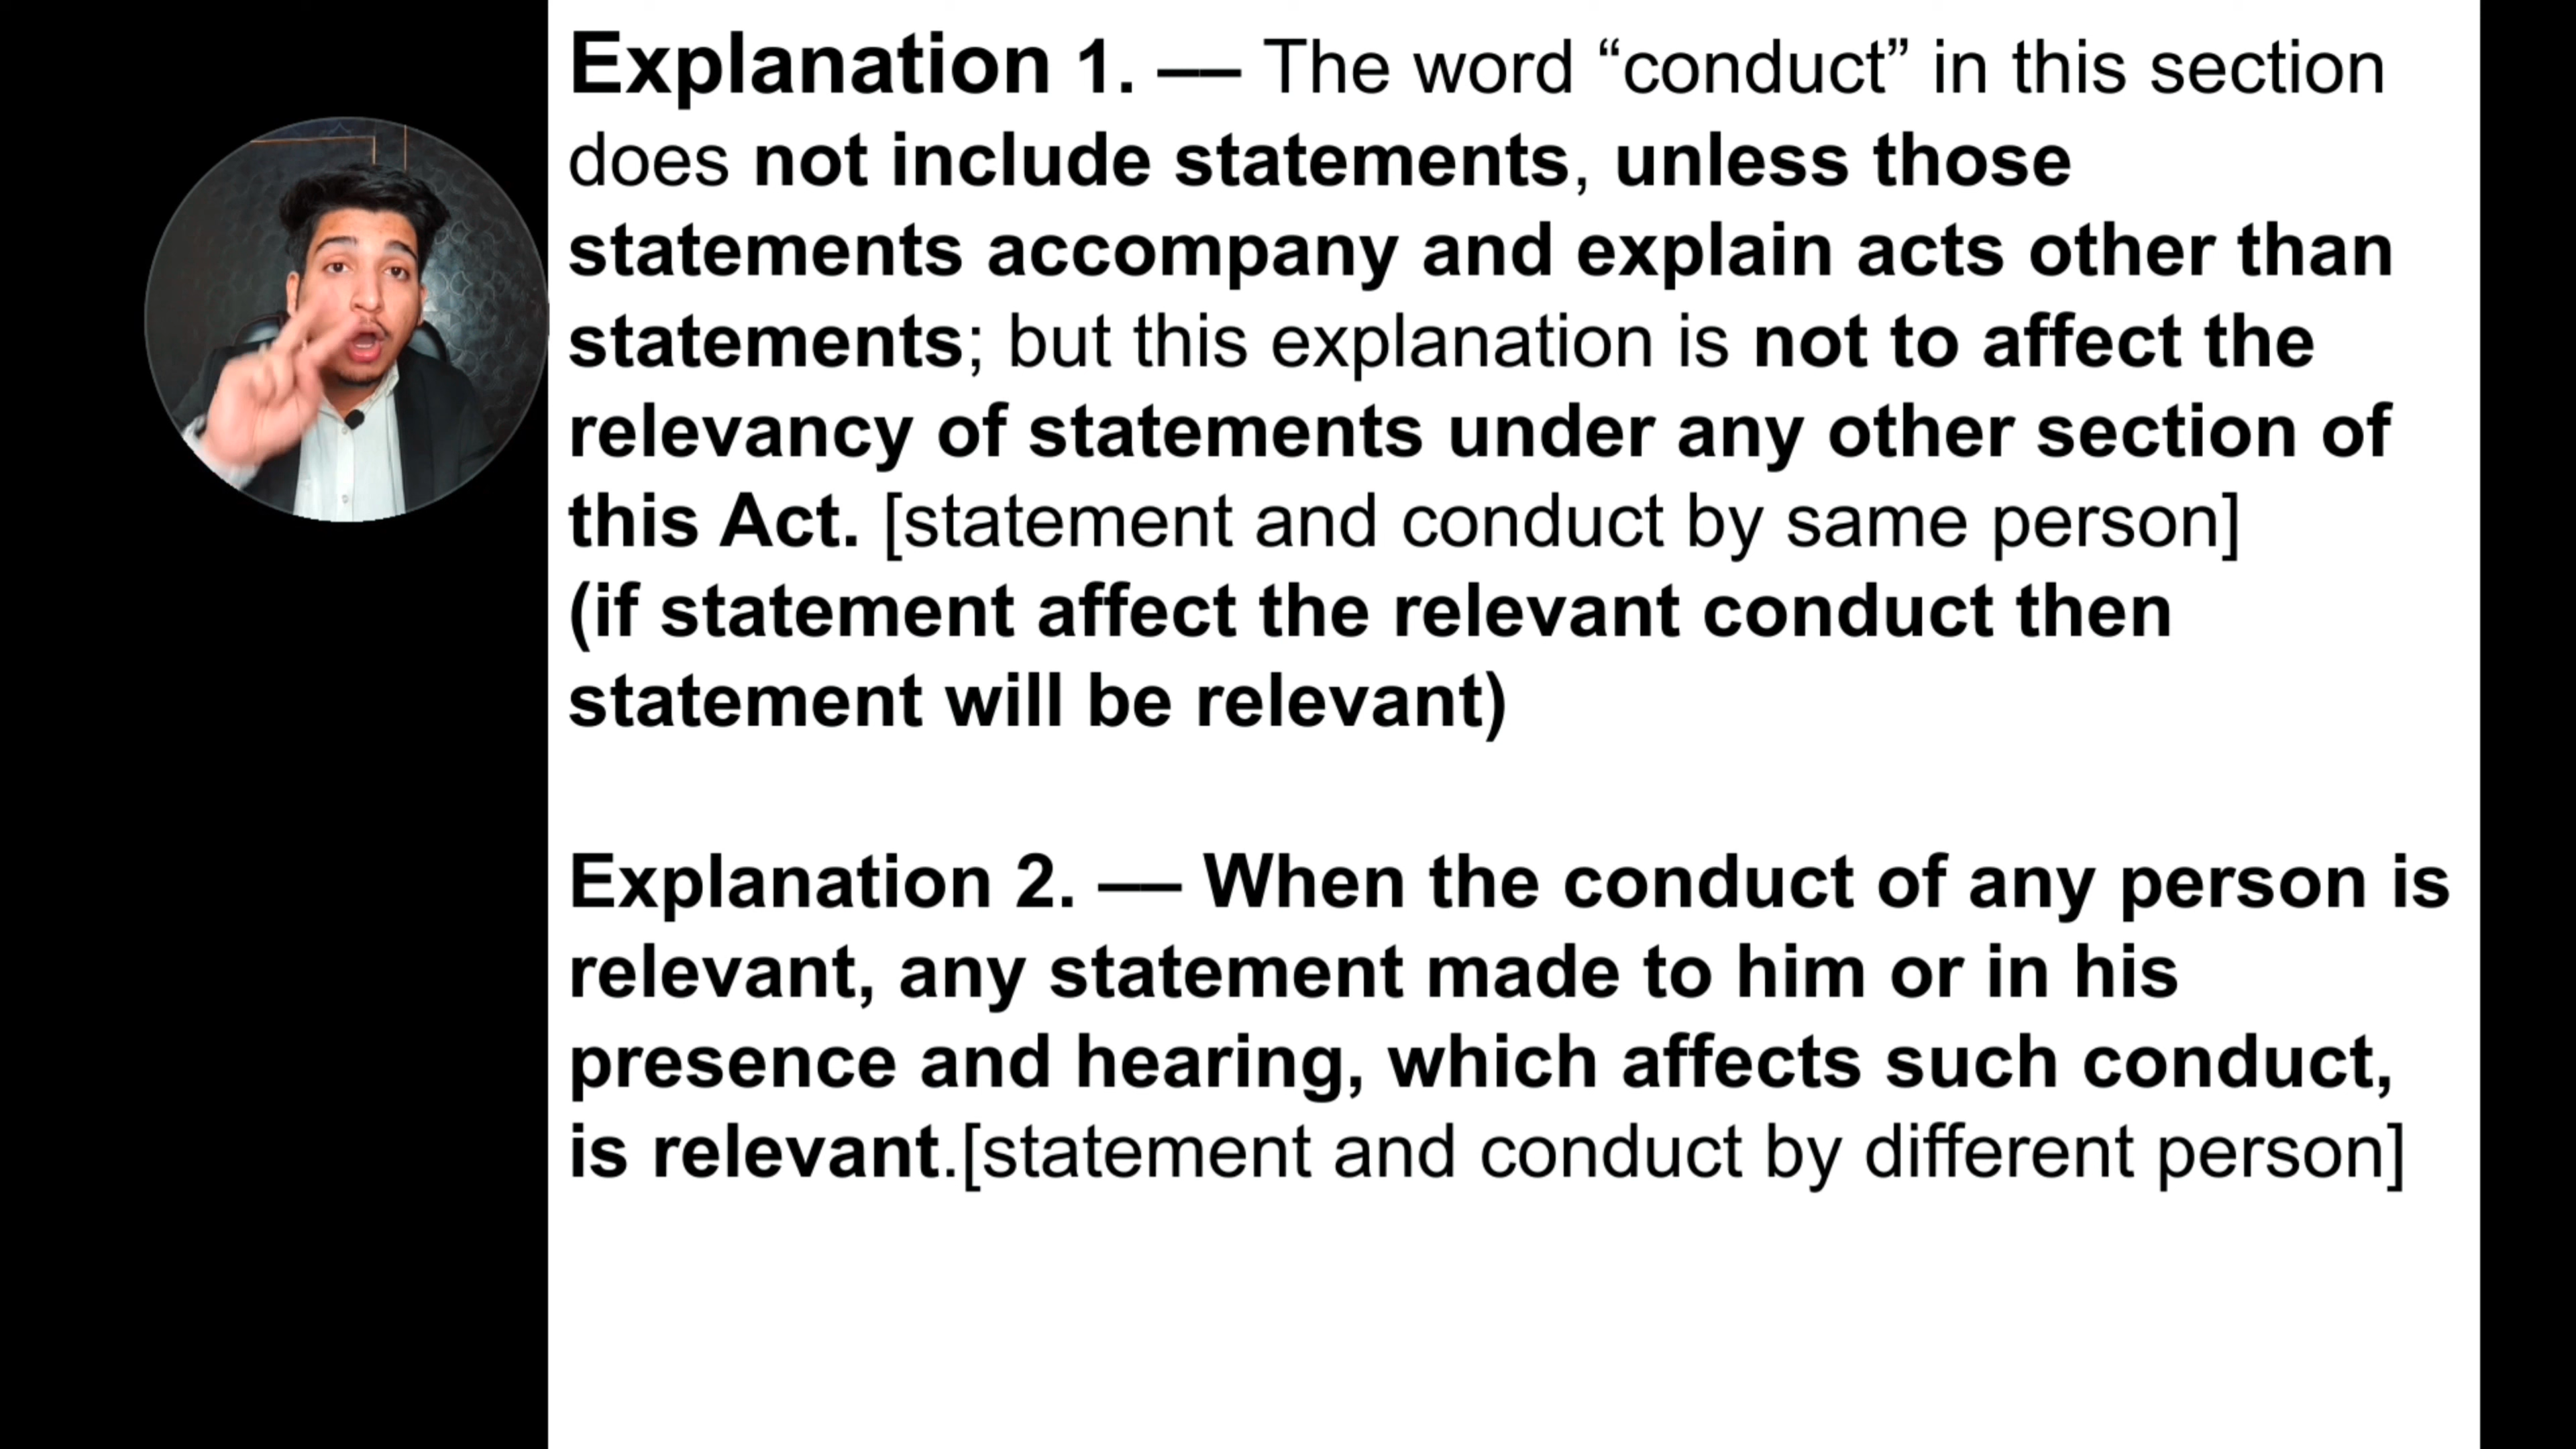 Explanation 1. — The word “conduct” in this section
does not include statements, unless those
statements accompany and explain acts other than
statements; but this explanation is not to affect the
relevancy of statements under any other section of
this Act. [statement and conduct by same person]
(if statement affect the relevant conduct then
statement will be relevant)
Explanation 2. — When the conduct of any person is
relevant, any statement made to him or in his
presence and hearing, which affects such conduct,
is relevant.[statement and conduct by different person]